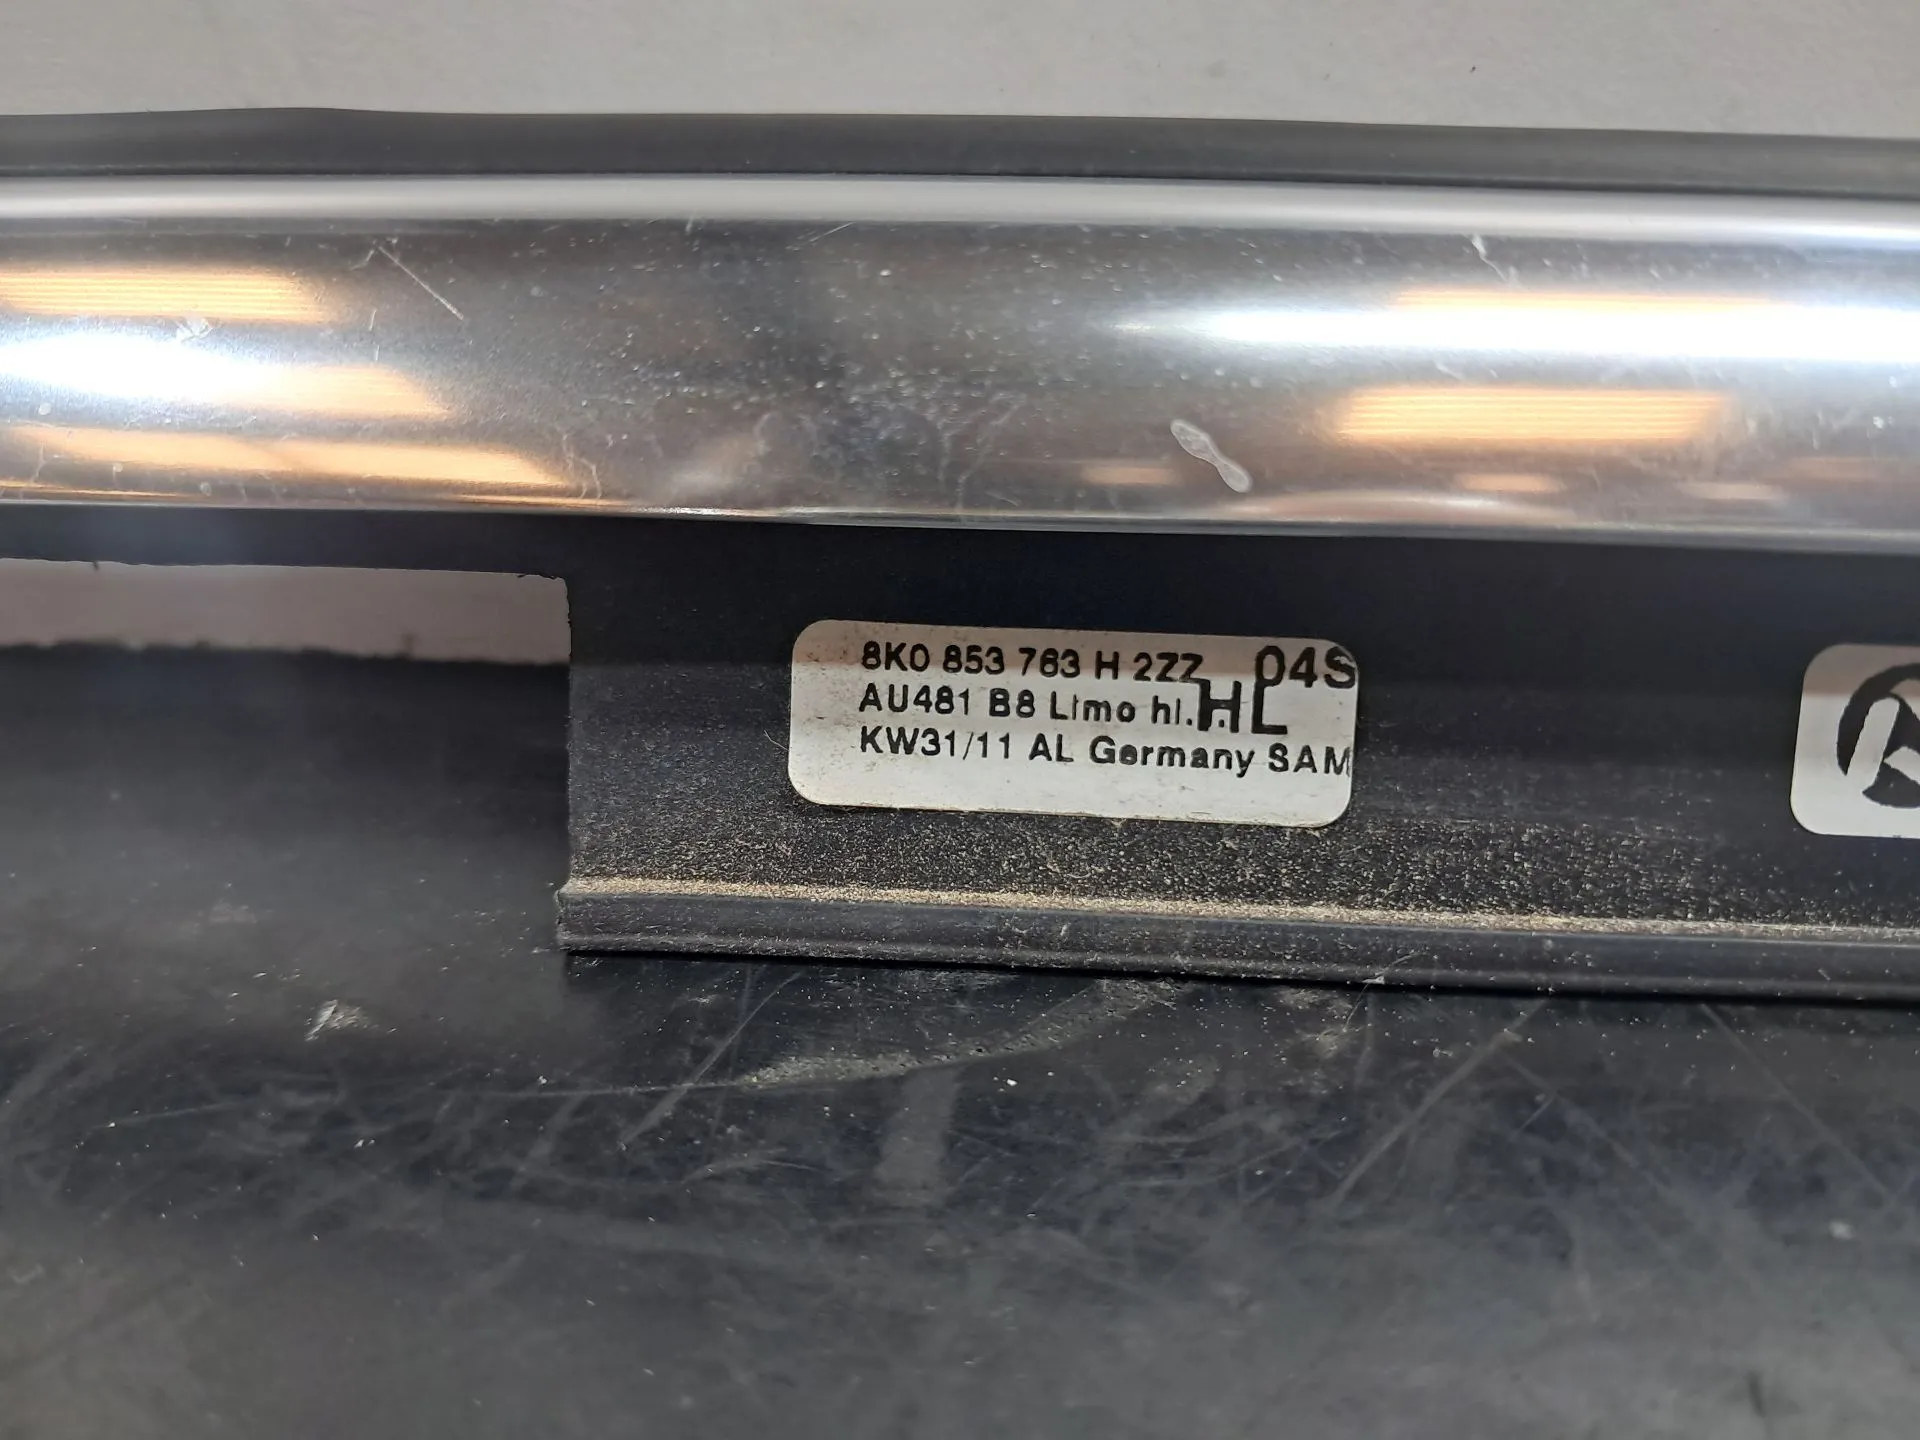 8K0 853 763 H 2ZZ 04S
AU481 B8 Limo hl. HL
KW31/11 AL Germany SAM